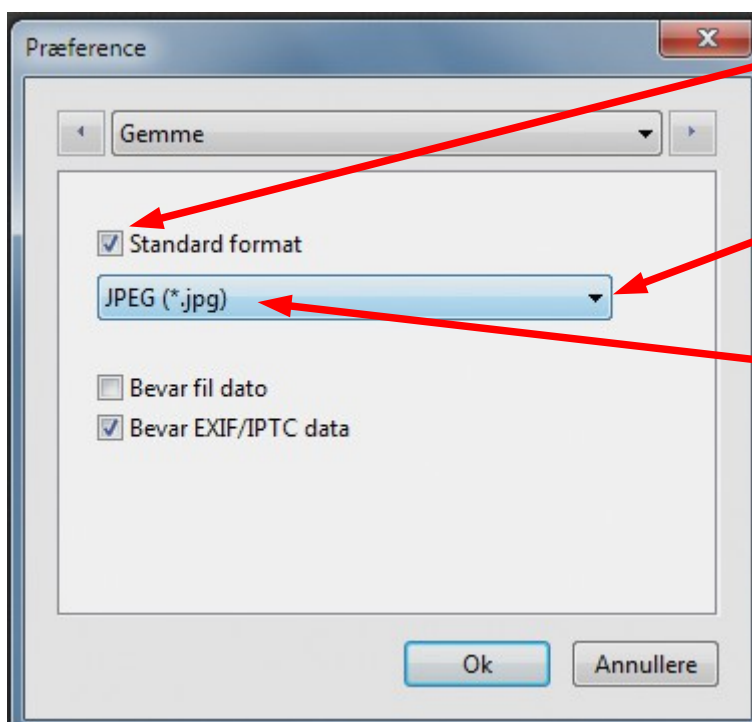 Præference
Gemme
Standard format
JPEG (*.jpg)
Bevar fil dato
Bevar EXIF/IPTC data
Ok
Annullere